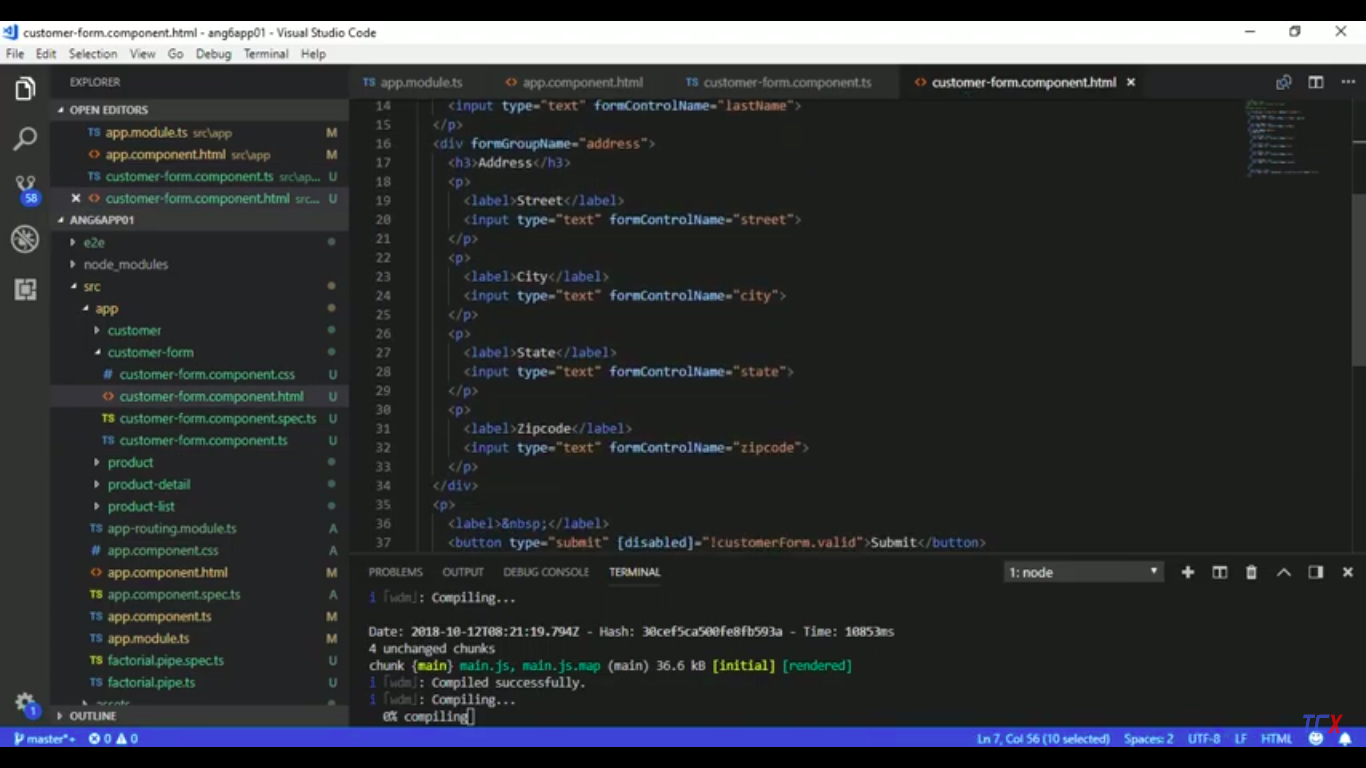 customer-form.component.html - ang6app01 - Visual Studio Code
File Edit Selection View Go Debug Terminal Help
EXPLORER
OPEN EDITORS
TS app.module.ts src\app M
<> app.component.html src\app M
TS customer-form.component.ts src\ap... U
× <> customer-form.component.html src... U
58
ANG6APP01
e2e
node_modules
src
app
customer
customer-form
# customer-form.component.css U
<> customer-form.component.html U
TS customer-form.component.spec.ts U
TS customer-form.component.ts U
product
product-detail
product-list
TS app-routing.module.ts A
# app.component.css A
<> app.component.html M
TS app.component.spec.ts A
TS app.component.ts M
TS app.module.ts M
TS factorial.pipe.spec.ts U
TS factorial.pipe.ts U
assets
OUTLINE
1
TS app.module.ts <> app.component.html TS customer-form.component.ts <> customer-form.component.html ×
14 <input type="text" formControlName="lastName">
15 </p>
16 <div formGroupName="address">
17 <h3>Address</h3>
18 <p>
19 <label>Street</label>
20 <input type="text" formControlName="street">
21 </p>
22 <p>
23 <label>City</label>
24 <input type="text" formControlName="city">
25 </p>
26 <p>
27 <label>State</label>
28 <input type="text" formControlName="state">
29 </p>
30 <p>
31 <label>Zipcode</label>
32 <input type="text" formControlName="zipcode">
33 </p>
34 </div>
35 <p>
36 <label>&nbsp;</label>
37 <button type="submit" [disabled]="!customerForm.valid">Submit</button>
PROBLEMS OUTPUT DEBUG CONSOLE TERMINAL 1: node
i ｢wdm｣: Compiling...
Date: 2018-10-12T08:21:19.794Z - Hash: 30cef5ca500fe8fb593a - Time: 10853ms
4 unchanged chunks
chunk {main} main.js, main.js.map (main) 36.6 kB [initial] [rendered]
i ｢wdm｣: Compiled successfully.
i ｢wdm｣: Compiling...
0% compiling
TCX
master*+ 0 0 Ln 7, Col 56 (10 selected) Spaces: 2 UTF-8 LF HTML